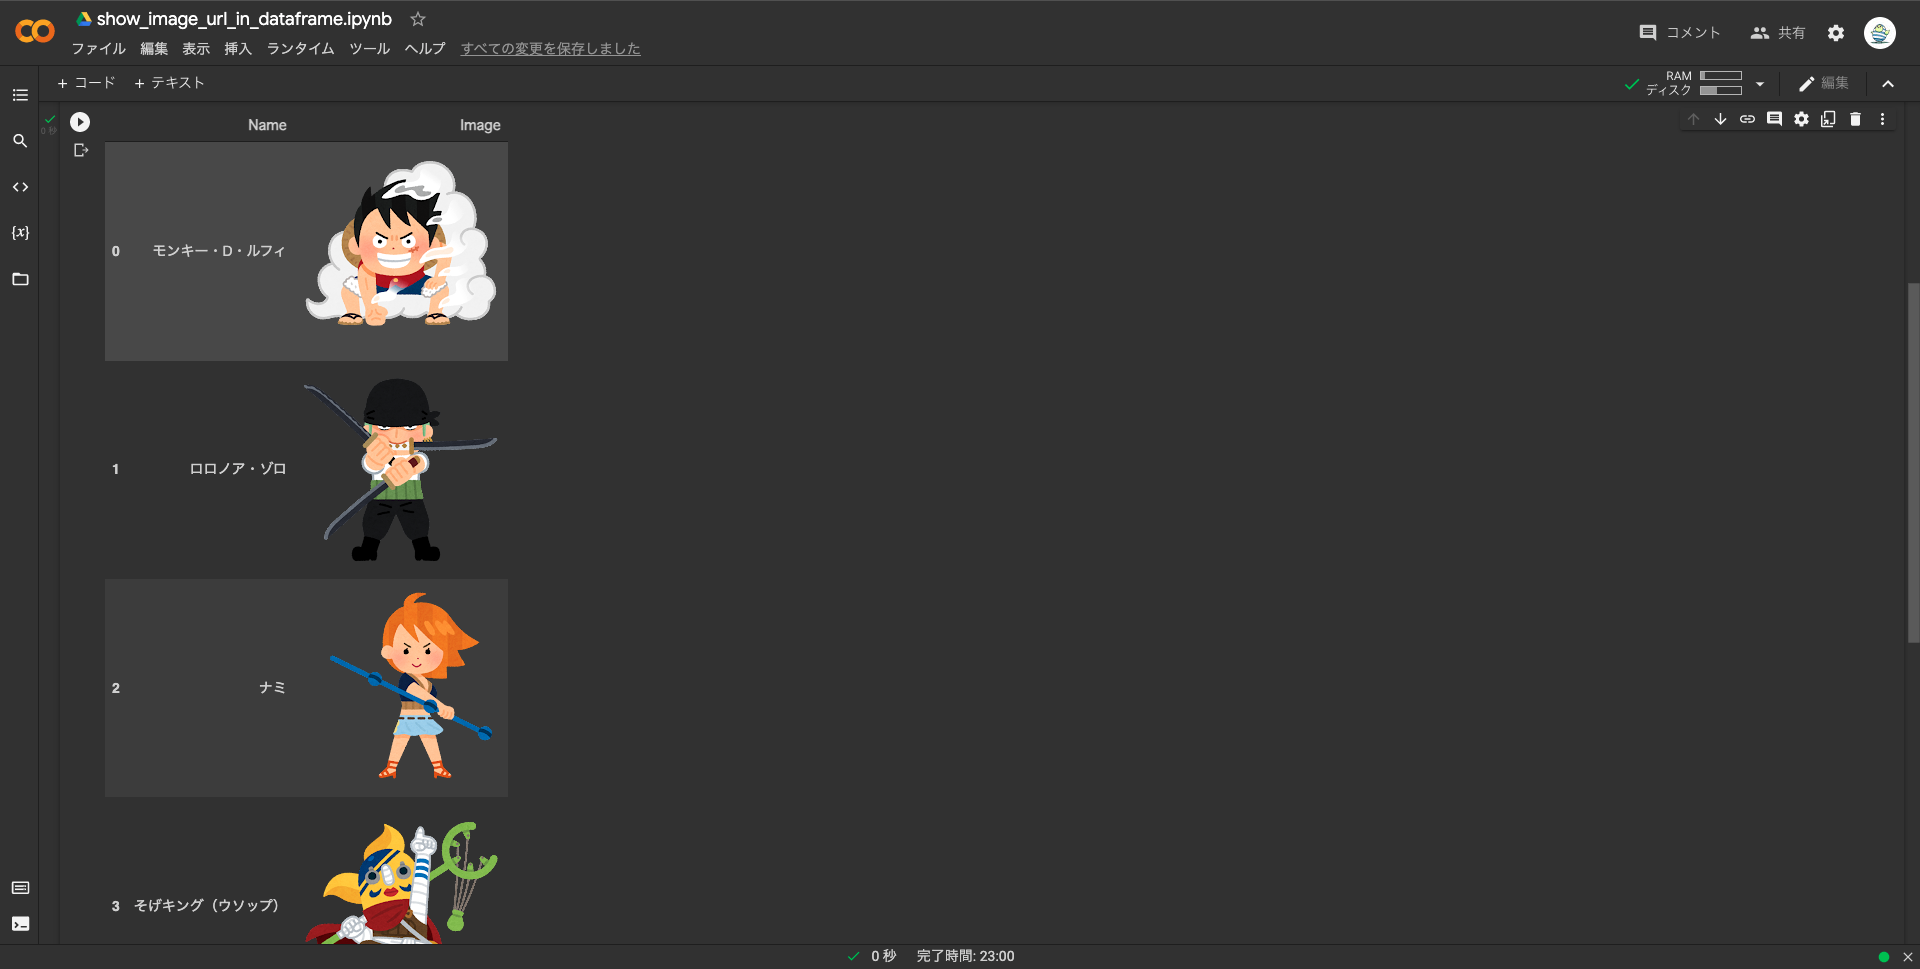 show_image_url_in_dataframe.ipynb
ファイル 編集 表示 挿入 ランタイム ツール ヘルプ すべての変更を保存しました
コメント 共有
+ コード + テキスト
RAM
ディスク
編集
0 秒
Name Image
0 モンキー・D・ルフィ
1 ロロノア・ゾロ
2 ナミ
3 そげキング（ウソップ）
0 秒 完了時間: 23:00